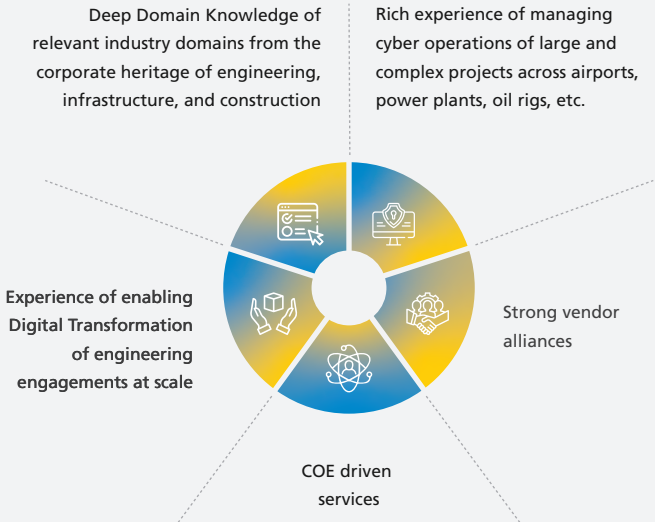 Deep Domain Knowledge of
relevant industry domains from the
corporate heritage of engineering,
infrastructure, and construction
Rich experience of managing
cyber operations of large and
complex projects across airports,
power plants, oil rigs, etc.
Experience of enabling
Digital Transformation
of engineering
engagements at scale
Strong vendor
alliances
COE driven
services